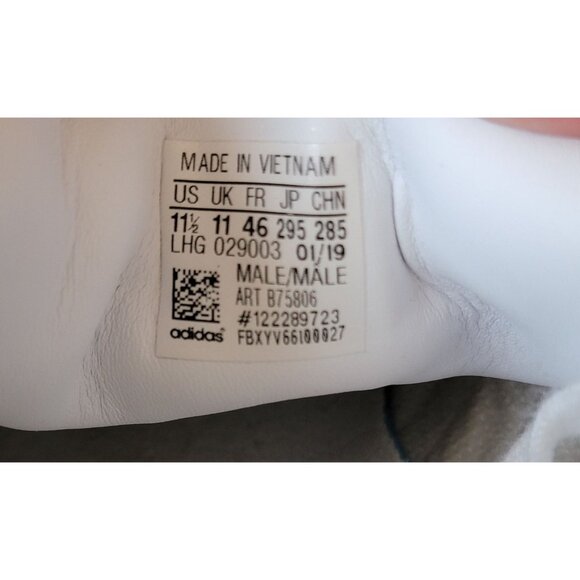 MADE IN VIETNAM
US UK FR JP CHN
11½ 11 46 295 285
LHG 029003 01/19
MALE/MALE
ART B75806
#122289723
adidas® FBXYV66I00027